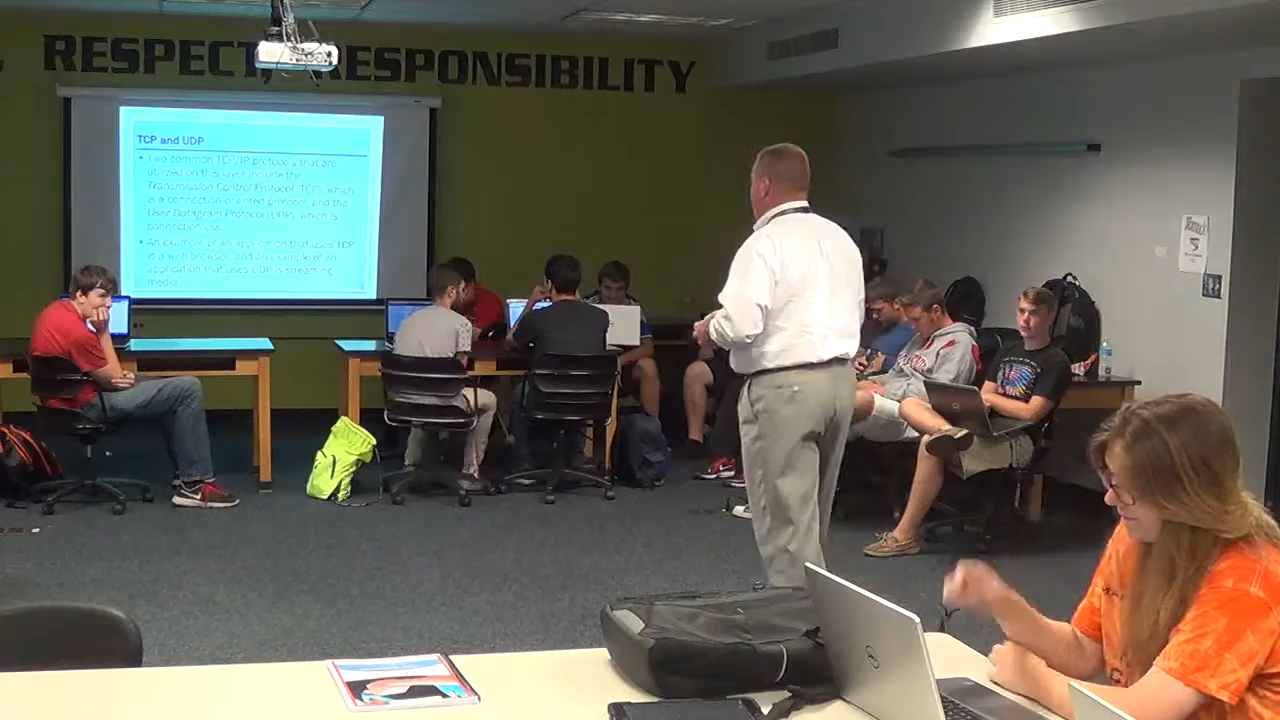 RESPECT, RESPONSIBILITY
TCP and UDP
• Two common TCP/IP protocols that are
utilized on this layer include the
Transmission Control Protocol (TCP), which
is a connection oriented protocol, and the
User Datagram Protocol (UDP), which is
connectionless.
• An example of an application that uses TCP
is a web browser, and an example of an
application that uses UDP is streaming
media.
DELL